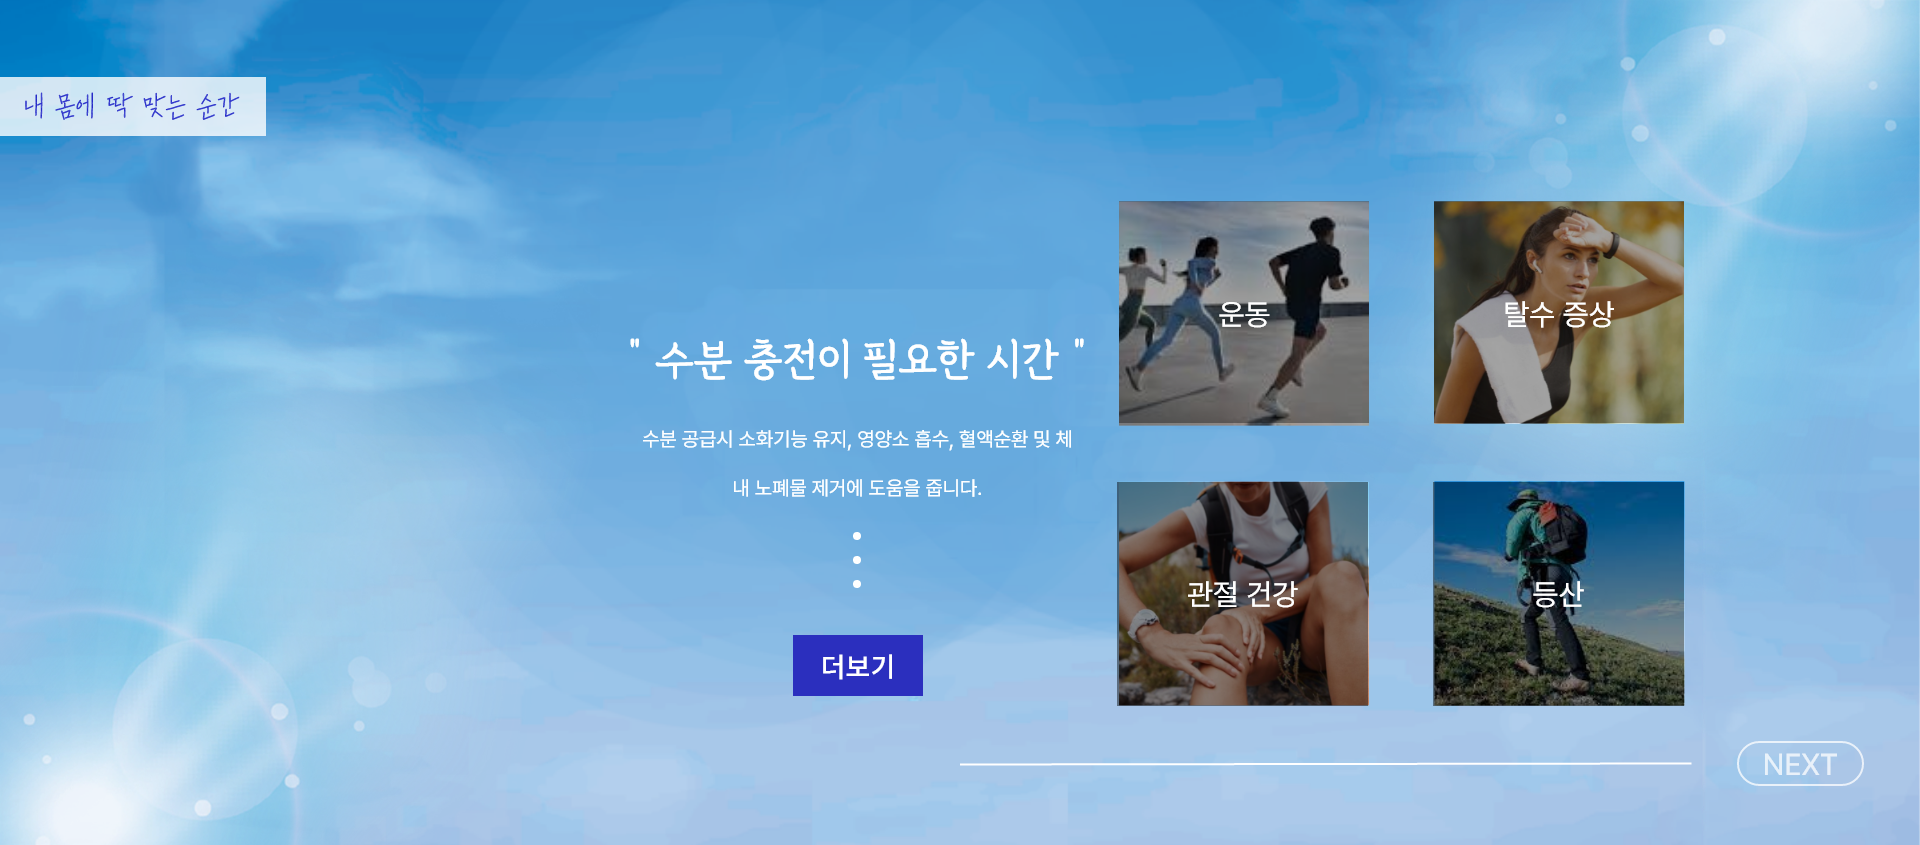 내 몸에 딱 맞는 순간
" 수분 충전이 필요한 시간 "
수분 공급시 소화기능 유지, 영양소 흡수, 혈액순환 및 체
내 노폐물 제거에 도움을 줍니다.
더보기
운동
탈수 증상
관절 건강
등산
NEXT